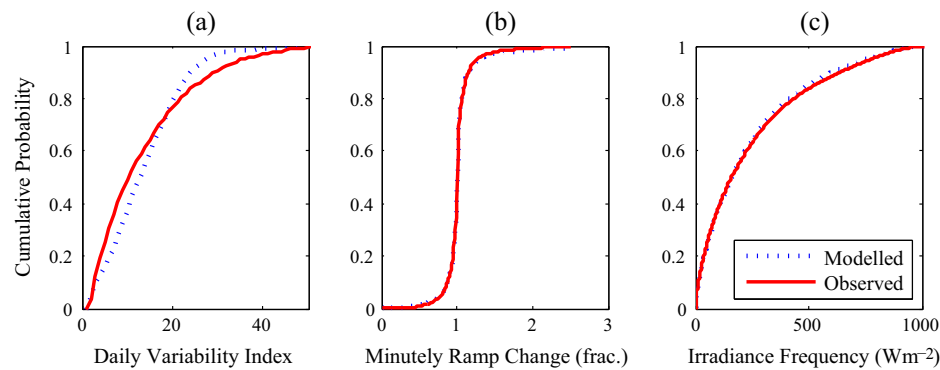 (a) (b) (c)
Cumulative Probability
1
0.8
0.6
0.4
0.2
0
0 20 40
Daily Variability Index
1
0.8
0.6
0.4
0.2
0
0 1 2 3
Minutely Ramp Change (frac.)
1
0.8
0.6
0.4
0.2
0
0 500 1000
Irradiance Frequency (Wm⁻²)
Modelled
Observed